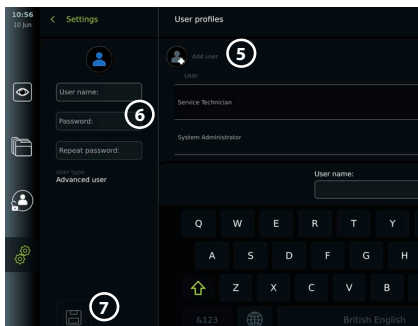 10:56
10 Jun
Settings
User profiles
Add user
5
User
User name:
Service Technician
Password:
6
System Administrator
Repeat password:
User type:
Advanced user
User name:
Q W E R T Y
A S D F G H
Z X C V B
7
&123
British English